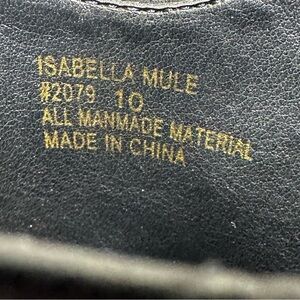 ISABELLA MULE
#2079 10
ALL MANMADE MATERIAL
MADE IN CHINA